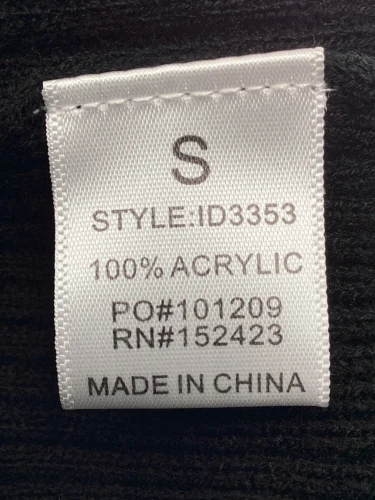 S
STYLE:ID3353
100% ACRYLIC
PO#101209
RN#152423
MADE IN CHINA